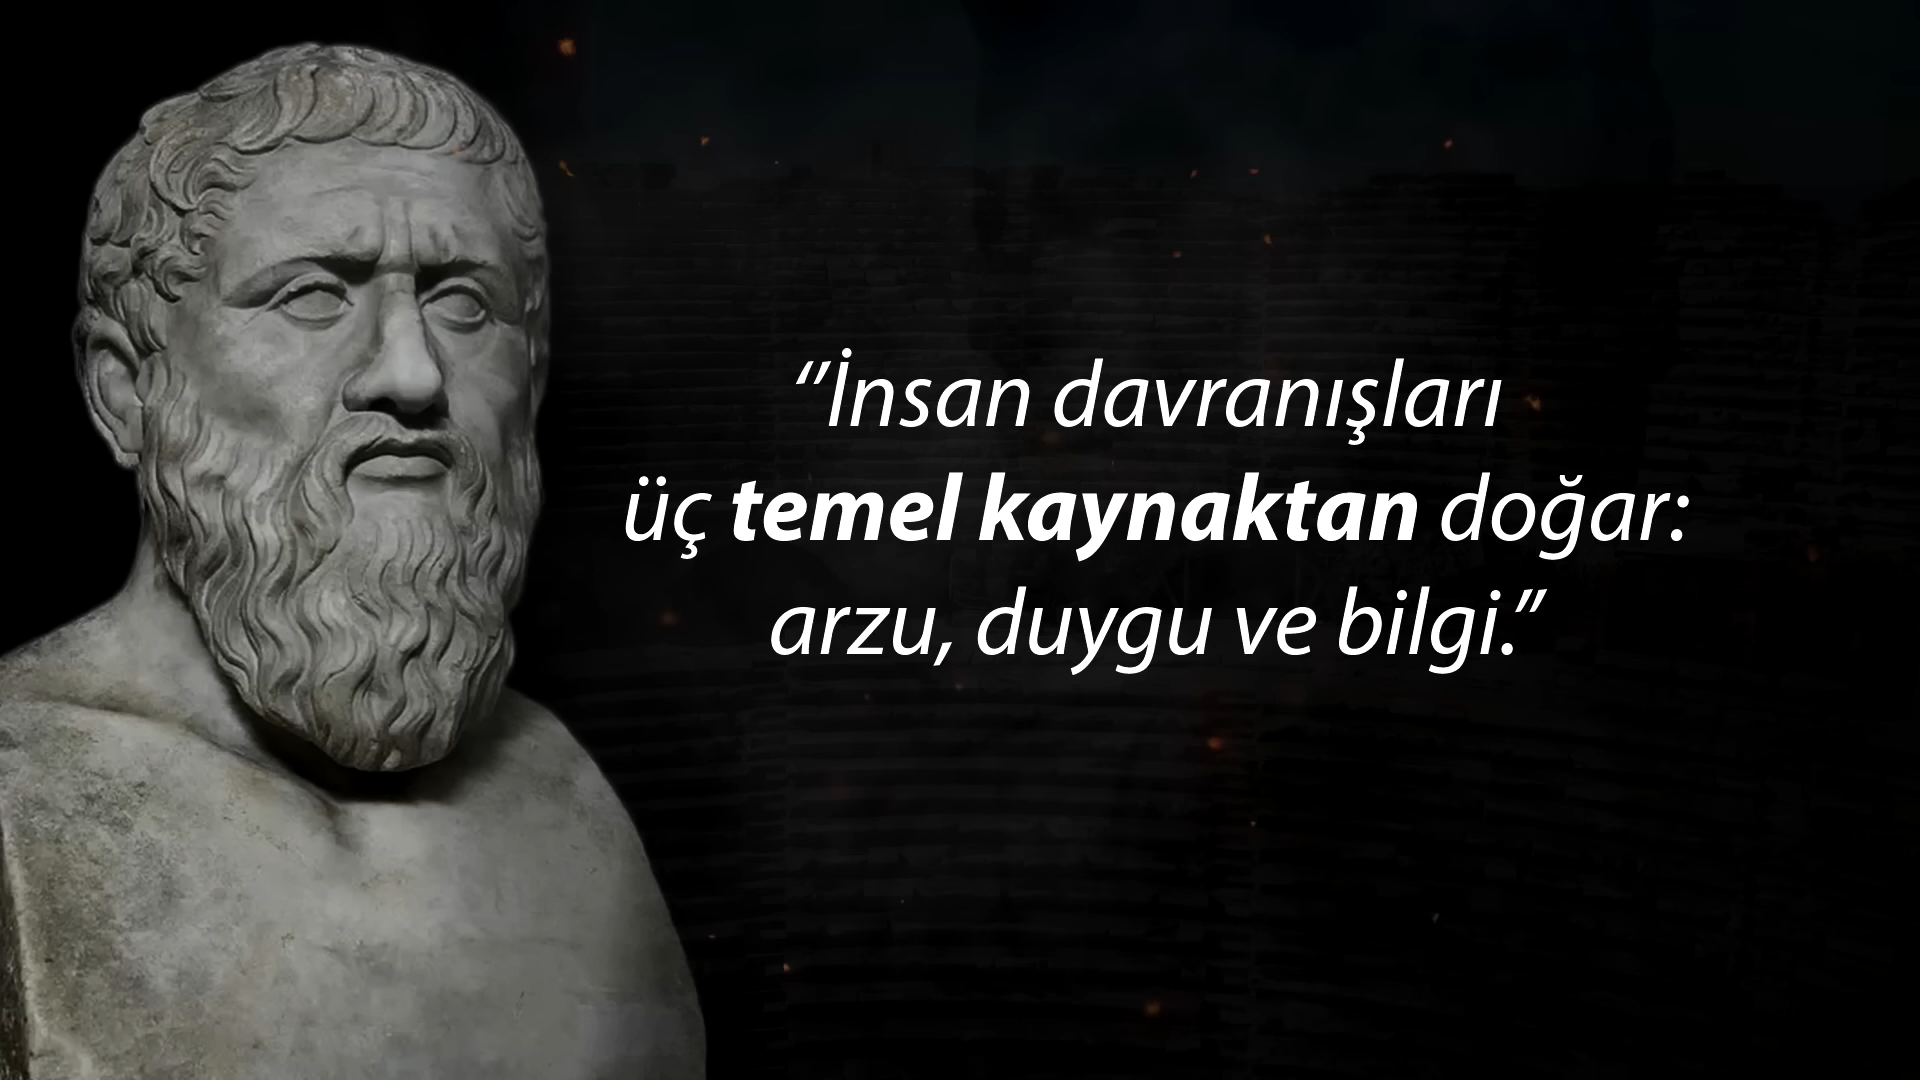 “İnsan davranışları
üç temel kaynaktan doğar:
arzu, duygu ve bilgi.”